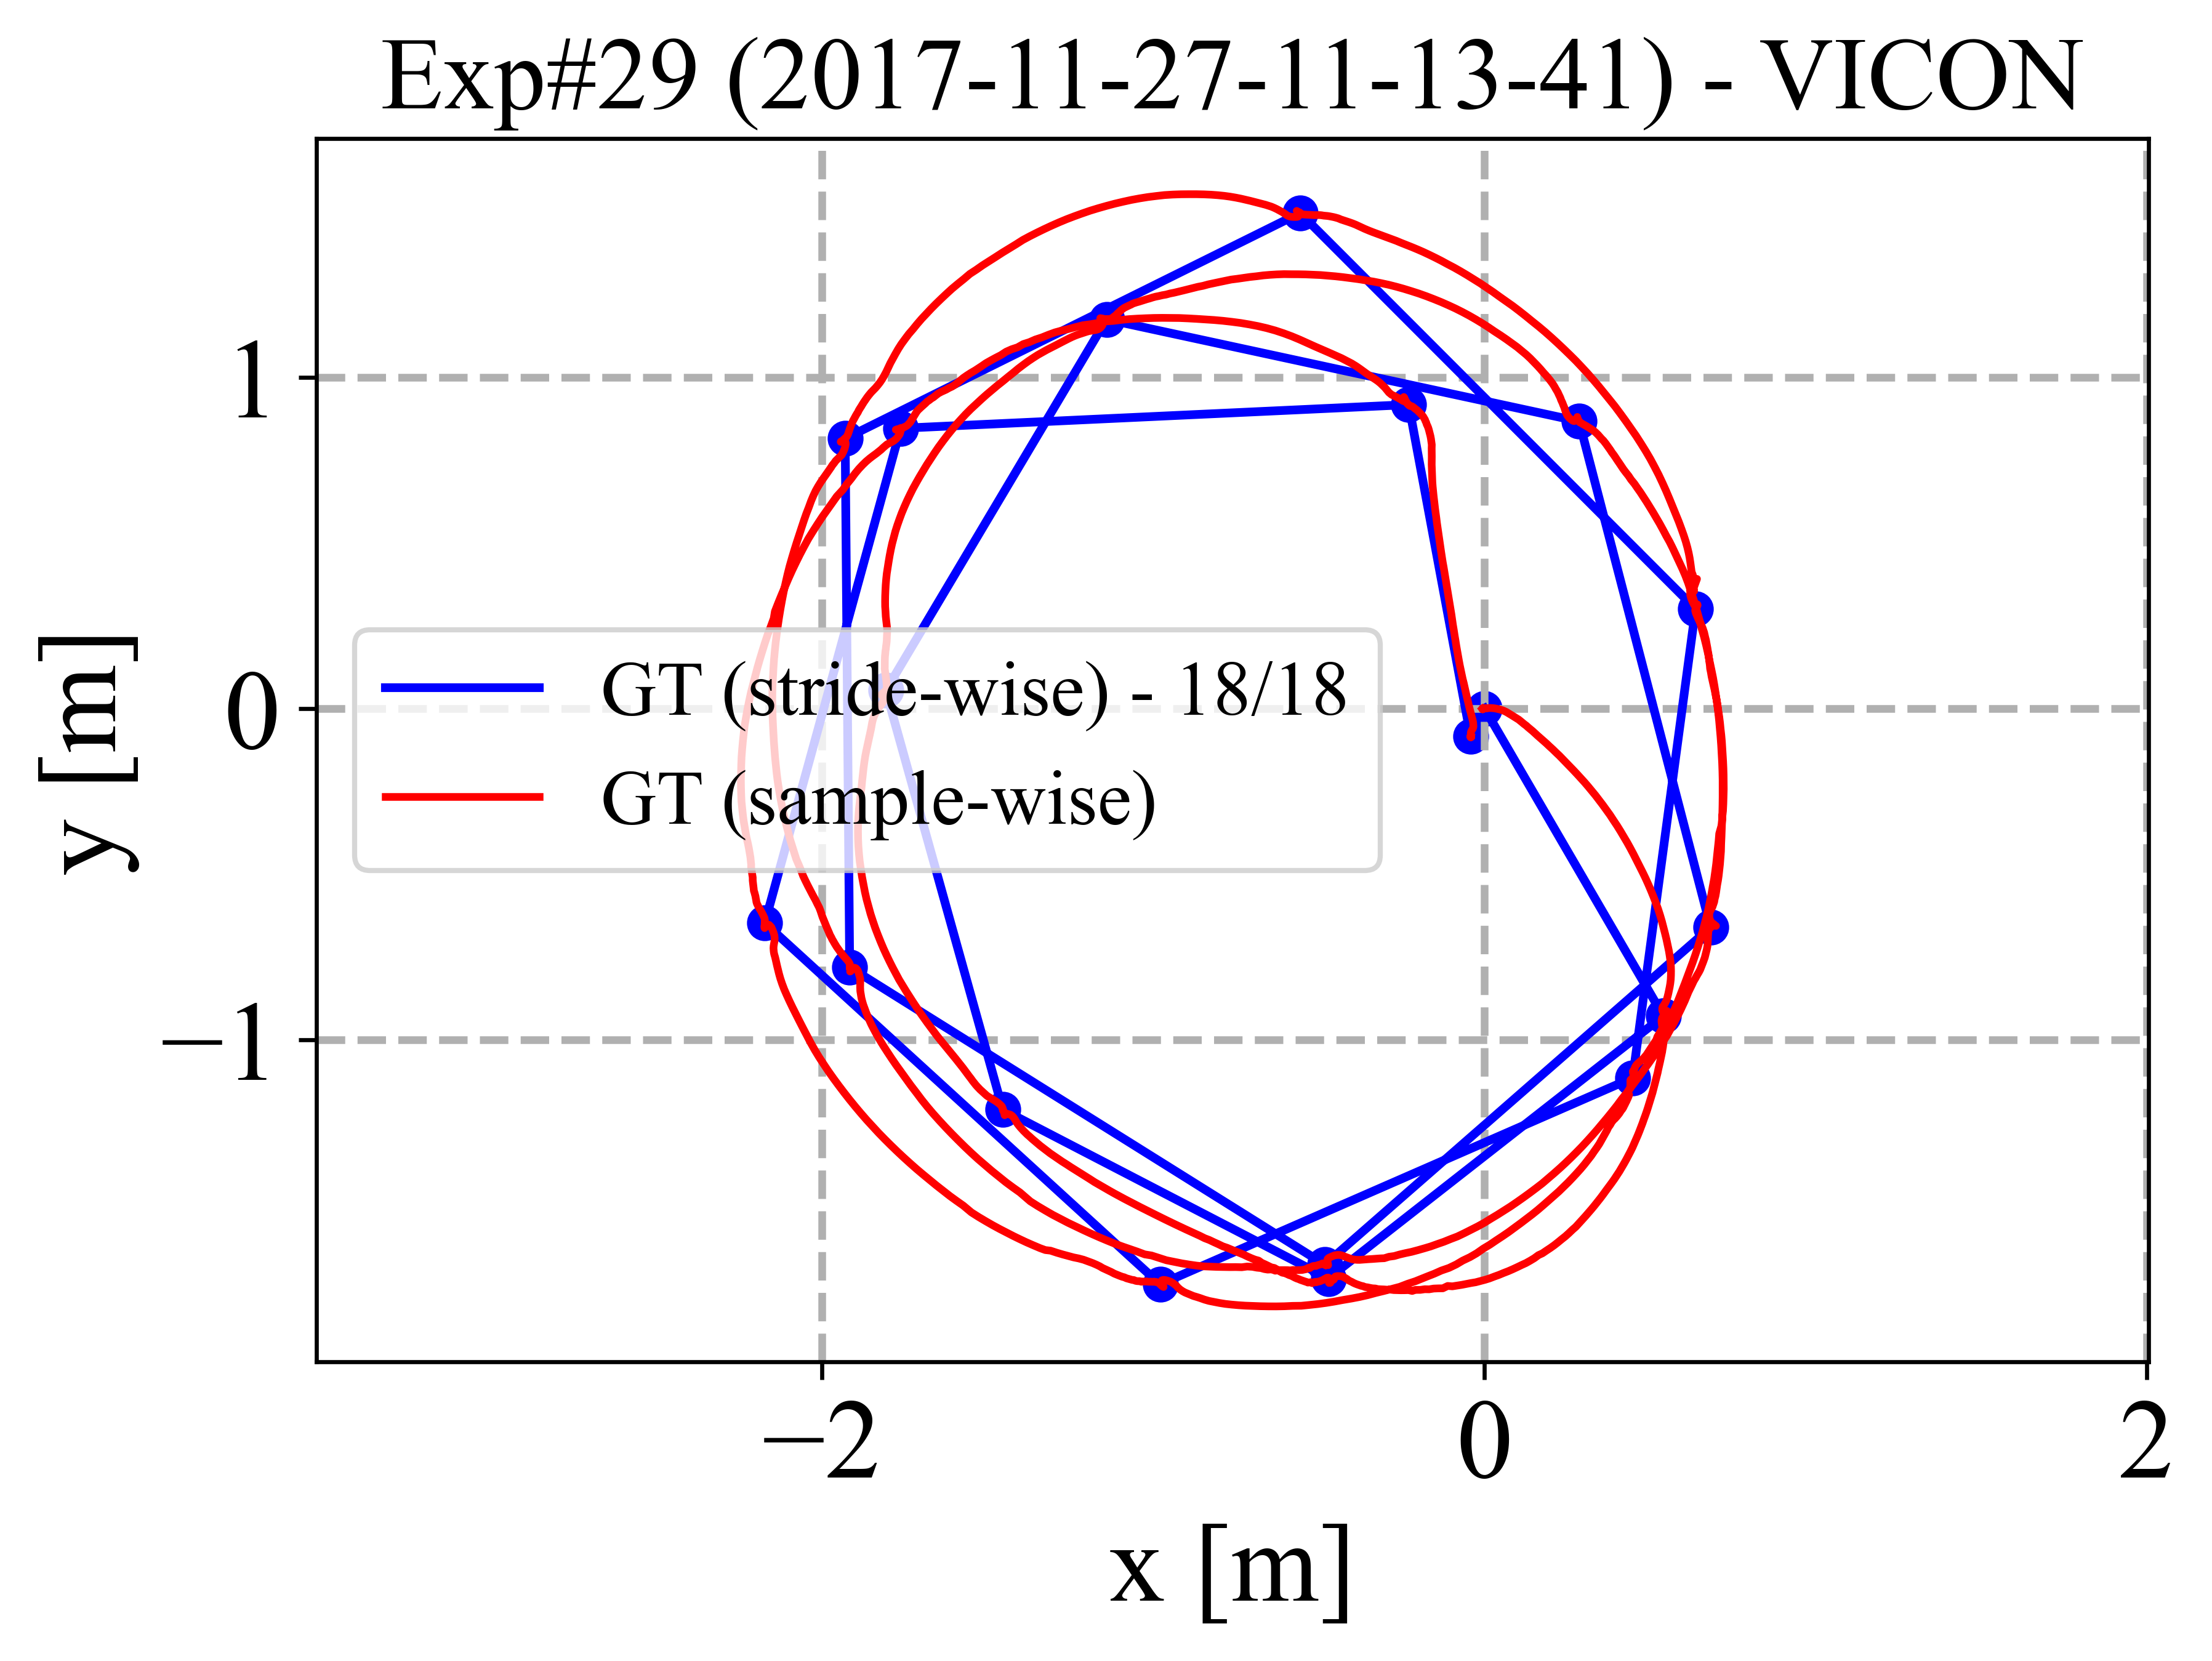 Exp#29 (2017-11-27-11-13-41) - VICON
y [m]
1
0
−1
GT (stride-wise) - 18/18
GT (sample-wise)
−2
0
2
x [m]